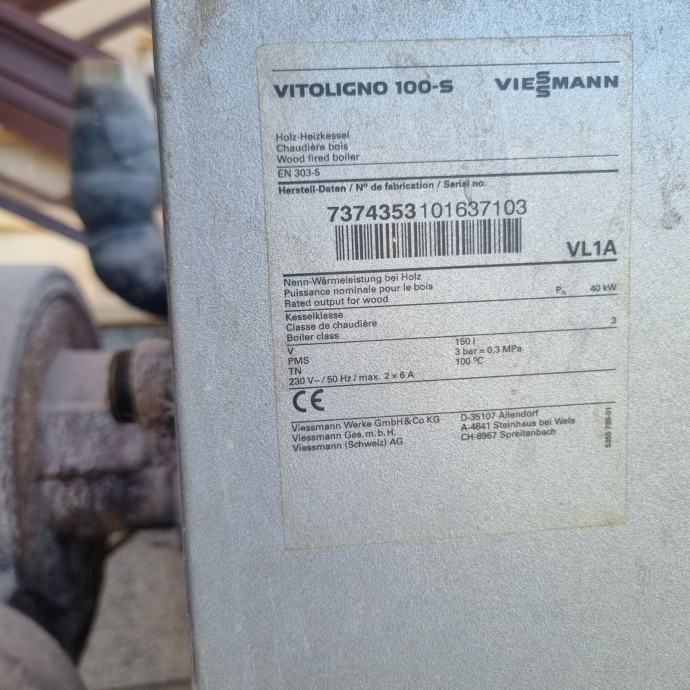 VITOLIGNO 100-S VIESSMANN
Holz-Heizkessel
Chaudière bois
Wood fired boiler
EN 303-5
Herstell-Daten / Nº de fabrication / Serial no.
7374353101637103
VL1A
Nenn-Wärmeleistung bei Holz
Puissance nominale pour le bois
Rated output for wood Pn 40 kW
Kesselklasse
Classe de chaudière
Boiler class 3
V 150 l
PMS 3 bar = 0,3 MPa
TN 100 ºC
230 V~ / 50 Hz / max. 2 x 6 A
CE
Viessmann Werke GmbH&Co KG D-35107 Allendorf
Viessmann Ges.m.b.H. A-4641 Steinhaus bei Wels
Viessmann (Schweiz) AG CH-8957 Spreitenbach